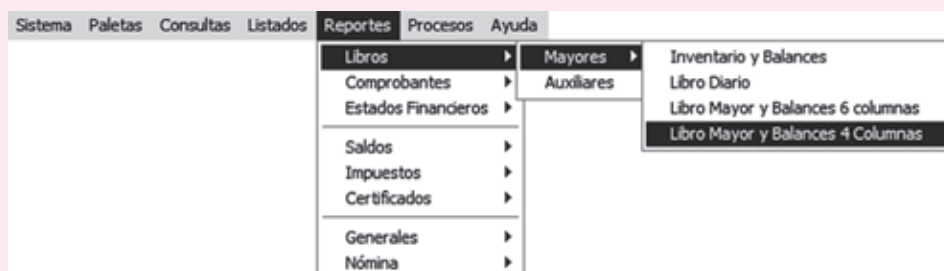 Sistema Paletas Consultas Listados Reportes Procesos Ayuda
Libros Mayores Inventario y Balances
Comprobantes Auxiliares Libro Diario
Estados Financieros Libro Mayor y Balances 6 columnas
Libro Mayor y Balances 4 Columnas
Saldos
Impuestos
Certificados
Generales
Nómina